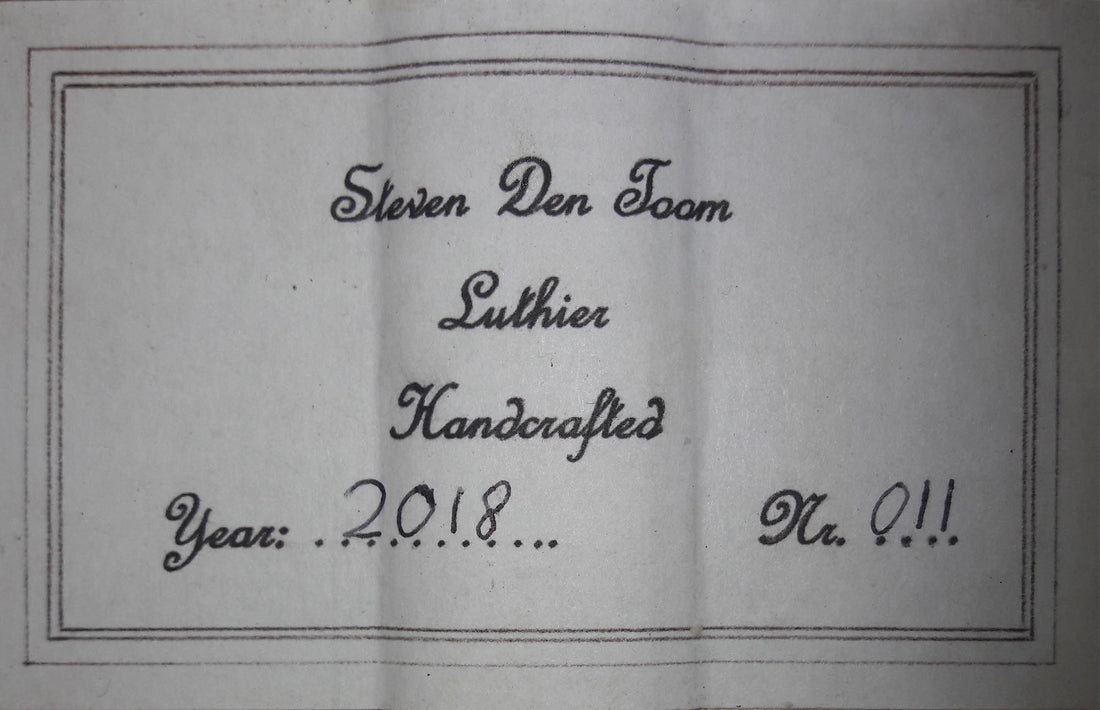 Steven Den Toom
Luthier
Handcrafted
Year: 2018 Nr. 011